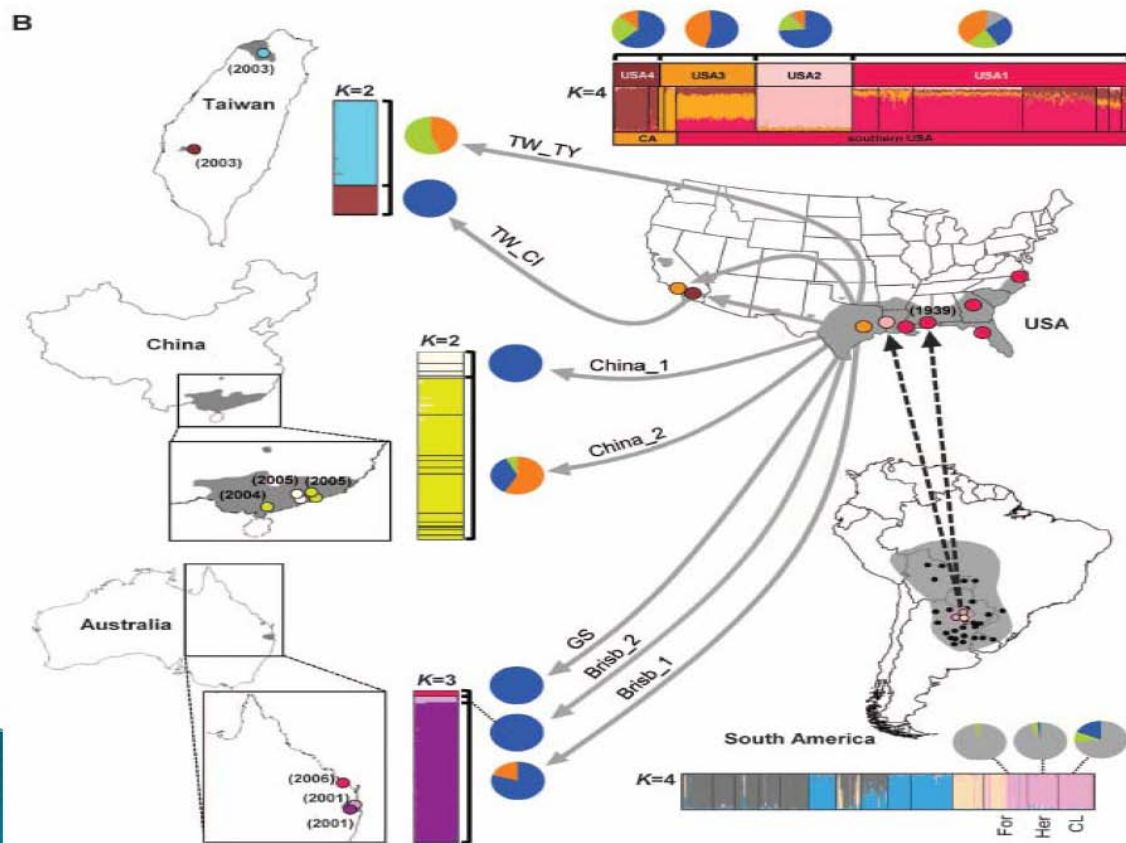 B
(2003)
Taiwan
(2003)
K=2
TW_TY
TW_CI
USA4
USA3
USA2
USA1
K=4
CA
southern USA
(1939)
USA
China
K=2
China_1
China_2
(2005)
(2005)
(2004)
Australia
K=3
GS
Brisb_2
Brisb_1
(2006)
(2001)
(2001)
South America
K=4
For
Her
CL